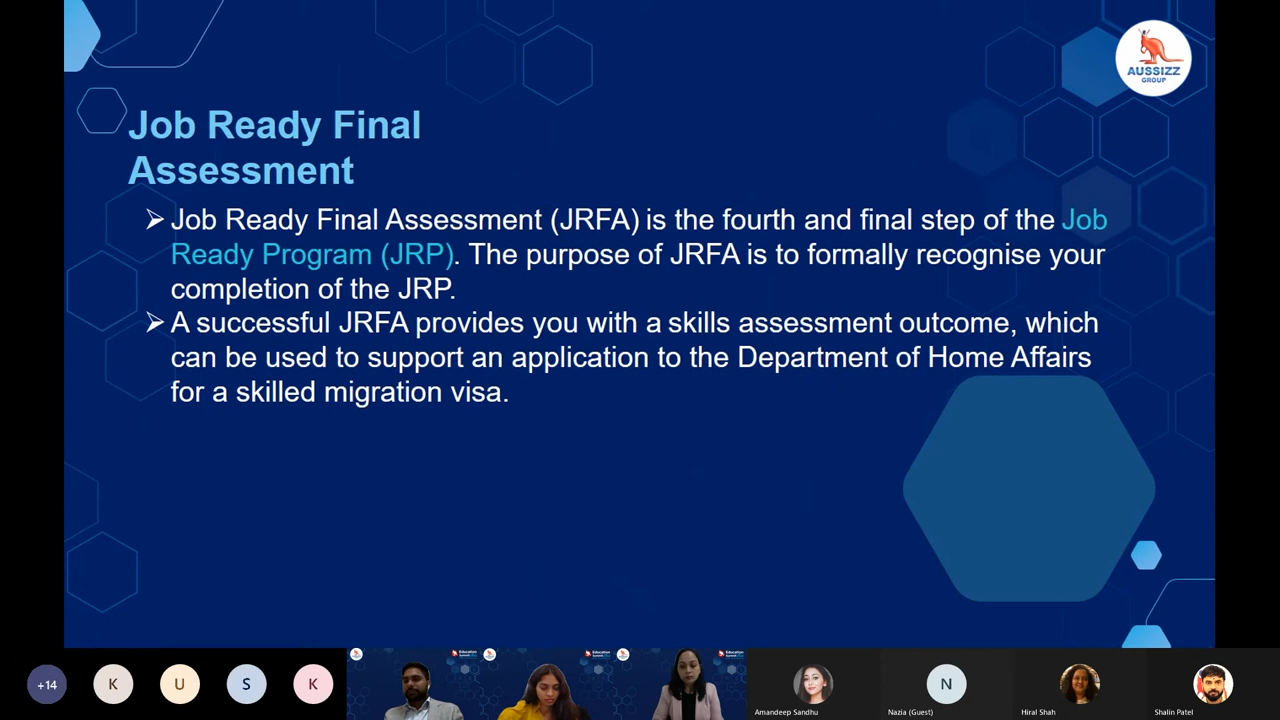 AUSSIZZ
GROUP
Job Ready Final
Assessment
➢ Job Ready Final Assessment (JRFA) is the fourth and final step of the Job
Ready Program (JRP). The purpose of JRFA is to formally recognise your
completion of the JRP.
➢ A successful JRFA provides you with a skills assessment outcome, which
can be used to support an application to the Department of Home Affairs
for a skilled migration visa.
+14
K
U
S
K
Education
Education
Education
Amandeep Sandhu
N
Nazia (Guest)
Hiral Shah
Shalin Patel